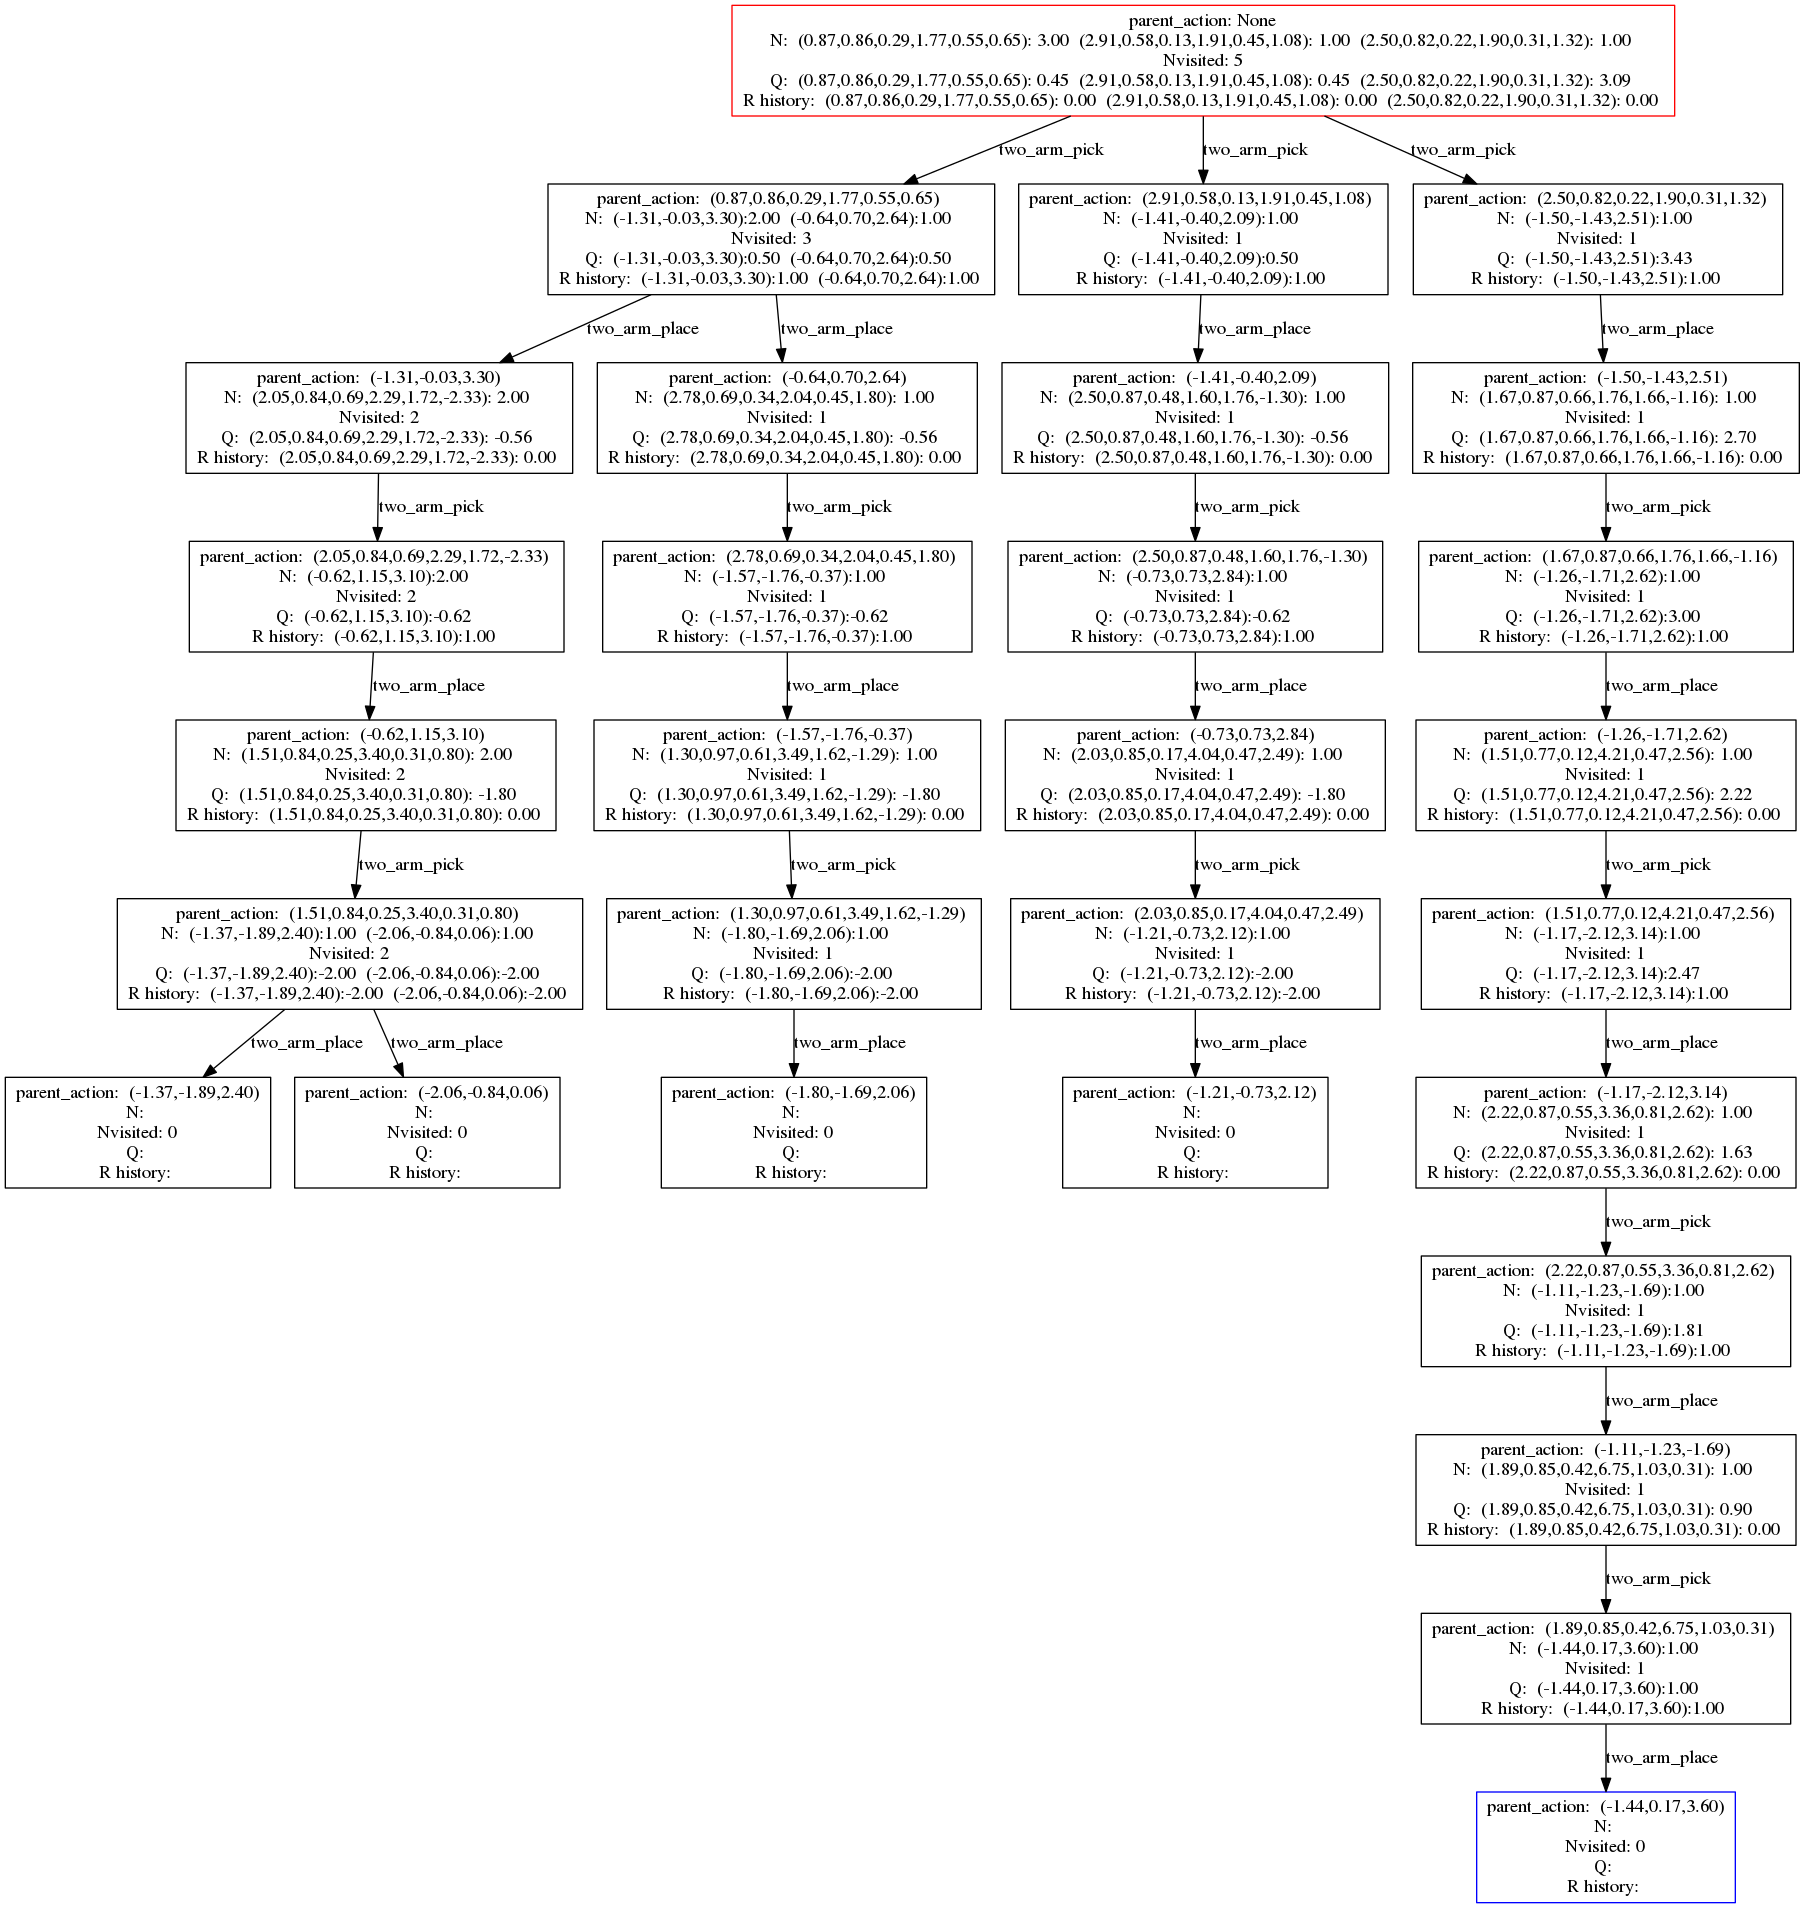 parent_action: None
N: (0.87,0.86,0.29,1.77,0.55,0.65): 3.00 (2.91,0.58,0.13,1.91,0.45,1.08): 1.00 (2.50,0.82,0.22,1.90,0.31,1.32): 1.00
Nvisited: 5
Q: (0.87,0.86,0.29,1.77,0.55,0.65): 0.45 (2.91,0.58,0.13,1.91,0.45,1.08): 0.45 (2.50,0.82,0.22,1.90,0.31,1.32): 3.09
R history: (0.87,0.86,0.29,1.77,0.55,0.65): 0.00 (2.91,0.58,0.13,1.91,0.45,1.08): 0.00 (2.50,0.82,0.22,1.90,0.31,1.32): 0.00
two_arm_pick
two_arm_pick
two_arm_pick
parent_action: (0.87,0.86,0.29,1.77,0.55,0.65)
N: (-1.31,-0.03,3.30):2.00 (-0.64,0.70,2.64):1.00
Nvisited: 3
Q: (-1.31,-0.03,3.30):0.50 (-0.64,0.70,2.64):0.50
R history: (-1.31,-0.03,3.30):1.00 (-0.64,0.70,2.64):1.00
parent_action: (2.91,0.58,0.13,1.91,0.45,1.08)
N: (-1.41,-0.40,2.09):1.00
Nvisited: 1
Q: (-1.41,-0.40,2.09):0.50
R history: (-1.41,-0.40,2.09):1.00
parent_action: (2.50,0.82,0.22,1.90,0.31,1.32)
N: (-1.50,-1.43,2.51):1.00
Nvisited: 1
Q: (-1.50,-1.43,2.51):3.43
R history: (-1.50,-1.43,2.51):1.00
two_arm_place
two_arm_place
two_arm_place
two_arm_place
parent_action: (-1.31,-0.03,3.30)
N: (2.05,0.84,0.69,2.29,1.72,-2.33): 2.00
Nvisited: 2
Q: (2.05,0.84,0.69,2.29,1.72,-2.33): -0.56
R history: (2.05,0.84,0.69,2.29,1.72,-2.33): 0.00
parent_action: (-0.64,0.70,2.64)
N: (2.78,0.69,0.34,2.04,0.45,1.80): 1.00
Nvisited: 1
Q: (2.78,0.69,0.34,2.04,0.45,1.80): -0.56
R history: (2.78,0.69,0.34,2.04,0.45,1.80): 0.00
parent_action: (-1.41,-0.40,2.09)
N: (2.50,0.87,0.48,1.60,1.76,-1.30): 1.00
Nvisited: 1
Q: (2.50,0.87,0.48,1.60,1.76,-1.30): -0.56
R history: (2.50,0.87,0.48,1.60,1.76,-1.30): 0.00
parent_action: (-1.50,-1.43,2.51)
N: (1.67,0.87,0.66,1.76,1.66,-1.16): 1.00
Nvisited: 1
Q: (1.67,0.87,0.66,1.76,1.66,-1.16): 2.70
R history: (1.67,0.87,0.66,1.76,1.66,-1.16): 0.00
two_arm_pick
two_arm_pick
two_arm_pick
two_arm_pick
parent_action: (2.05,0.84,0.69,2.29,1.72,-2.33)
N: (-0.62,1.15,3.10):2.00
Nvisited: 2
Q: (-0.62,1.15,3.10):-0.62
R history: (-0.62,1.15,3.10):1.00
parent_action: (2.78,0.69,0.34,2.04,0.45,1.80)
N: (-1.57,-1.76,-0.37):1.00
Nvisited: 1
Q: (-1.57,-1.76,-0.37):-0.62
R history: (-1.57,-1.76,-0.37):1.00
parent_action: (2.50,0.87,0.48,1.60,1.76,-1.30)
N: (-0.73,0.73,2.84):1.00
Nvisited: 1
Q: (-0.73,0.73,2.84):-0.62
R history: (-0.73,0.73,2.84):1.00
parent_action: (1.67,0.87,0.66,1.76,1.66,-1.16)
N: (-1.26,-1.71,2.62):1.00
Nvisited: 1
Q: (-1.26,-1.71,2.62):3.00
R history: (-1.26,-1.71,2.62):1.00
two_arm_place
two_arm_place
two_arm_place
two_arm_place
parent_action: (-0.62,1.15,3.10)
N: (1.51,0.84,0.25,3.40,0.31,0.80): 2.00
Nvisited: 2
Q: (1.51,0.84,0.25,3.40,0.31,0.80): -1.80
R history: (1.51,0.84,0.25,3.40,0.31,0.80): 0.00
parent_action: (-1.57,-1.76,-0.37)
N: (1.30,0.97,0.61,3.49,1.62,-1.29): 1.00
Nvisited: 1
Q: (1.30,0.97,0.61,3.49,1.62,-1.29): -1.80
R history: (1.30,0.97,0.61,3.49,1.62,-1.29): 0.00
parent_action: (-0.73,0.73,2.84)
N: (2.03,0.85,0.17,4.04,0.47,2.49): 1.00
Nvisited: 1
Q: (2.03,0.85,0.17,4.04,0.47,2.49): -1.80
R history: (2.03,0.85,0.17,4.04,0.47,2.49): 0.00
parent_action: (-1.26,-1.71,2.62)
N: (1.51,0.77,0.12,4.21,0.47,2.56): 1.00
Nvisited: 1
Q: (1.51,0.77,0.12,4.21,0.47,2.56): 2.22
R history: (1.51,0.77,0.12,4.21,0.47,2.56): 0.00
two_arm_pick
two_arm_pick
two_arm_pick
two_arm_pick
parent_action: (1.51,0.84,0.25,3.40,0.31,0.80)
N: (-1.37,-1.89,2.40):1.00 (-2.06,-0.84,0.06):1.00
Nvisited: 2
Q: (-1.37,-1.89,2.40):-2.00 (-2.06,-0.84,0.06):-2.00
R history: (-1.37,-1.89,2.40):-2.00 (-2.06,-0.84,0.06):-2.00
parent_action: (1.30,0.97,0.61,3.49,1.62,-1.29)
N: (-1.80,-1.69,2.06):1.00
Nvisited: 1
Q: (-1.80,-1.69,2.06):-2.00
R history: (-1.80,-1.69,2.06):-2.00
parent_action: (2.03,0.85,0.17,4.04,0.47,2.49)
N: (-1.21,-0.73,2.12):1.00
Nvisited: 1
Q: (-1.21,-0.73,2.12):-2.00
R history: (-1.21,-0.73,2.12):-2.00
parent_action: (1.51,0.77,0.12,4.21,0.47,2.56)
N: (-1.17,-2.12,3.14):1.00
Nvisited: 1
Q: (-1.17,-2.12,3.14):2.47
R history: (-1.17,-2.12,3.14):1.00
two_arm_place
two_arm_place
two_arm_place
two_arm_place
two_arm_place
parent_action: (-1.37,-1.89,2.40)
N:
Nvisited: 0
Q:
R history:
parent_action: (-2.06,-0.84,0.06)
N:
Nvisited: 0
Q:
R history:
parent_action: (-1.80,-1.69,2.06)
N:
Nvisited: 0
Q:
R history:
parent_action: (-1.21,-0.73,2.12)
N:
Nvisited: 0
Q:
R history:
parent_action: (-1.17,-2.12,3.14)
N: (2.22,0.87,0.55,3.36,0.81,2.62): 1.00
Nvisited: 1
Q: (2.22,0.87,0.55,3.36,0.81,2.62): 1.63
R history: (2.22,0.87,0.55,3.36,0.81,2.62): 0.00
two_arm_pick
parent_action: (2.22,0.87,0.55,3.36,0.81,2.62)
N: (-1.11,-1.23,-1.69):1.00
Nvisited: 1
Q: (-1.11,-1.23,-1.69):1.81
R history: (-1.11,-1.23,-1.69):1.00
two_arm_place
parent_action: (-1.11,-1.23,-1.69)
N: (1.89,0.85,0.42,6.75,1.03,0.31): 1.00
Nvisited: 1
Q: (1.89,0.85,0.42,6.75,1.03,0.31): 0.90
R history: (1.89,0.85,0.42,6.75,1.03,0.31): 0.00
two_arm_pick
parent_action: (1.89,0.85,0.42,6.75,1.03,0.31)
N: (-1.44,0.17,3.60):1.00
Nvisited: 1
Q: (-1.44,0.17,3.60):1.00
R history: (-1.44,0.17,3.60):1.00
two_arm_place
parent_action: (-1.44,0.17,3.60)
N:
Nvisited: 0
Q:
R history: